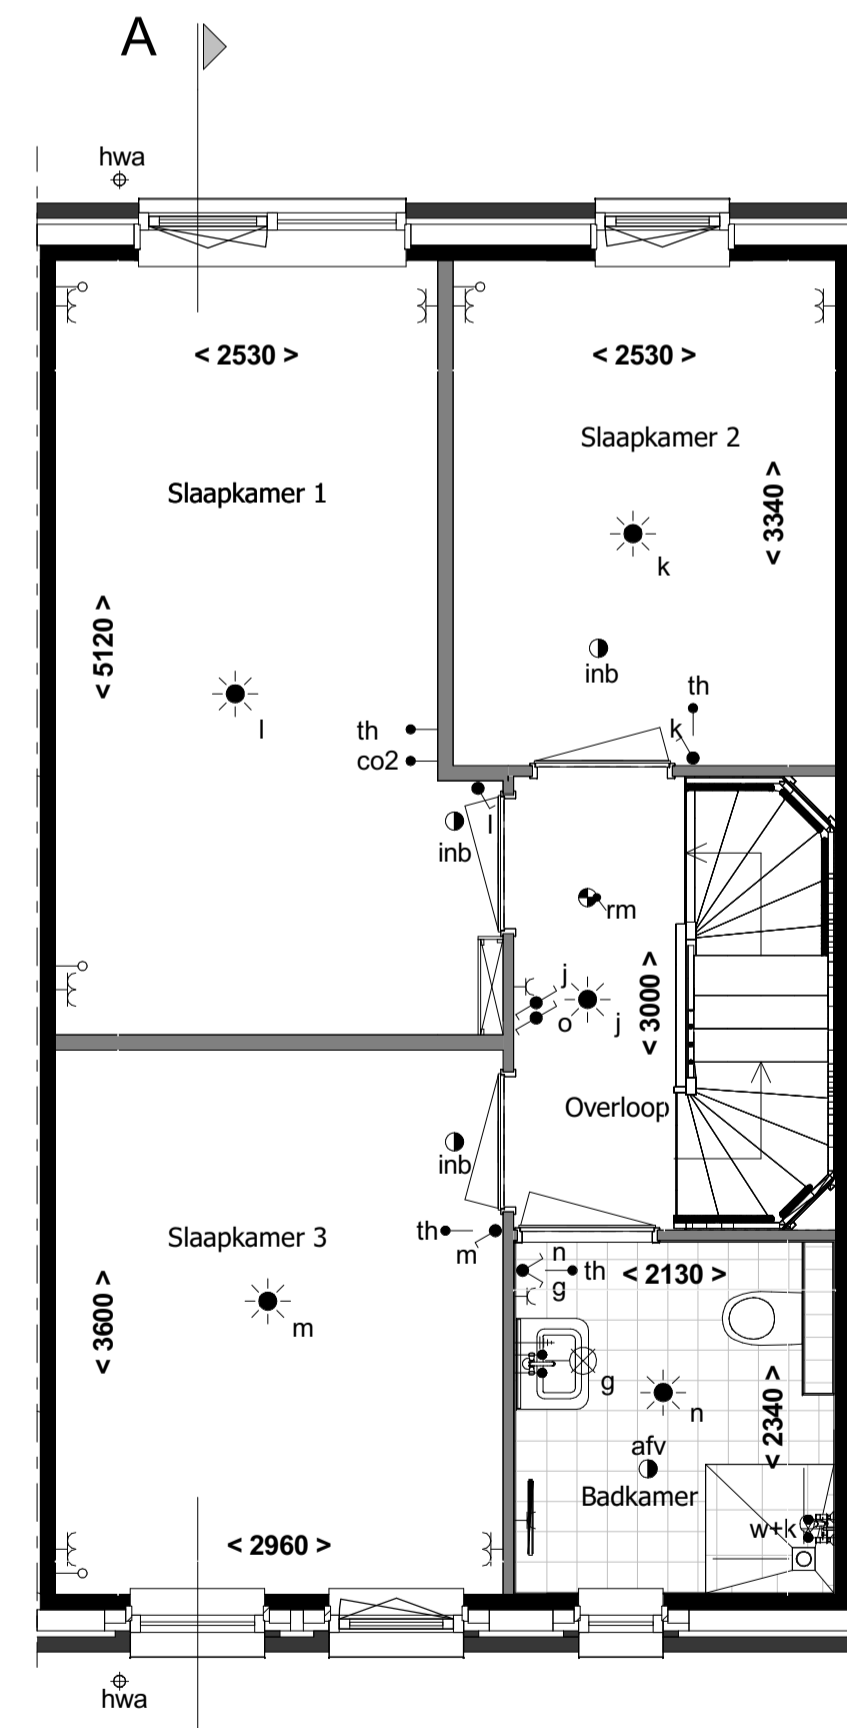 A
hwa
< 2530 >
< 2530 >
Slaapkamer 2
Slaapkamer 1
< 3340 >
k
< 5120 >
inb
th
l
th
k
co2
l
inb
rm
j
< 3000 >
o
j
Overloop
inb
th
m
Slaapkamer 3
n
th
< 2130 >
g
< 3600 >
m
g
n
< 2340 >
afv
Badkamer
w+k
< 2960 >
hwa